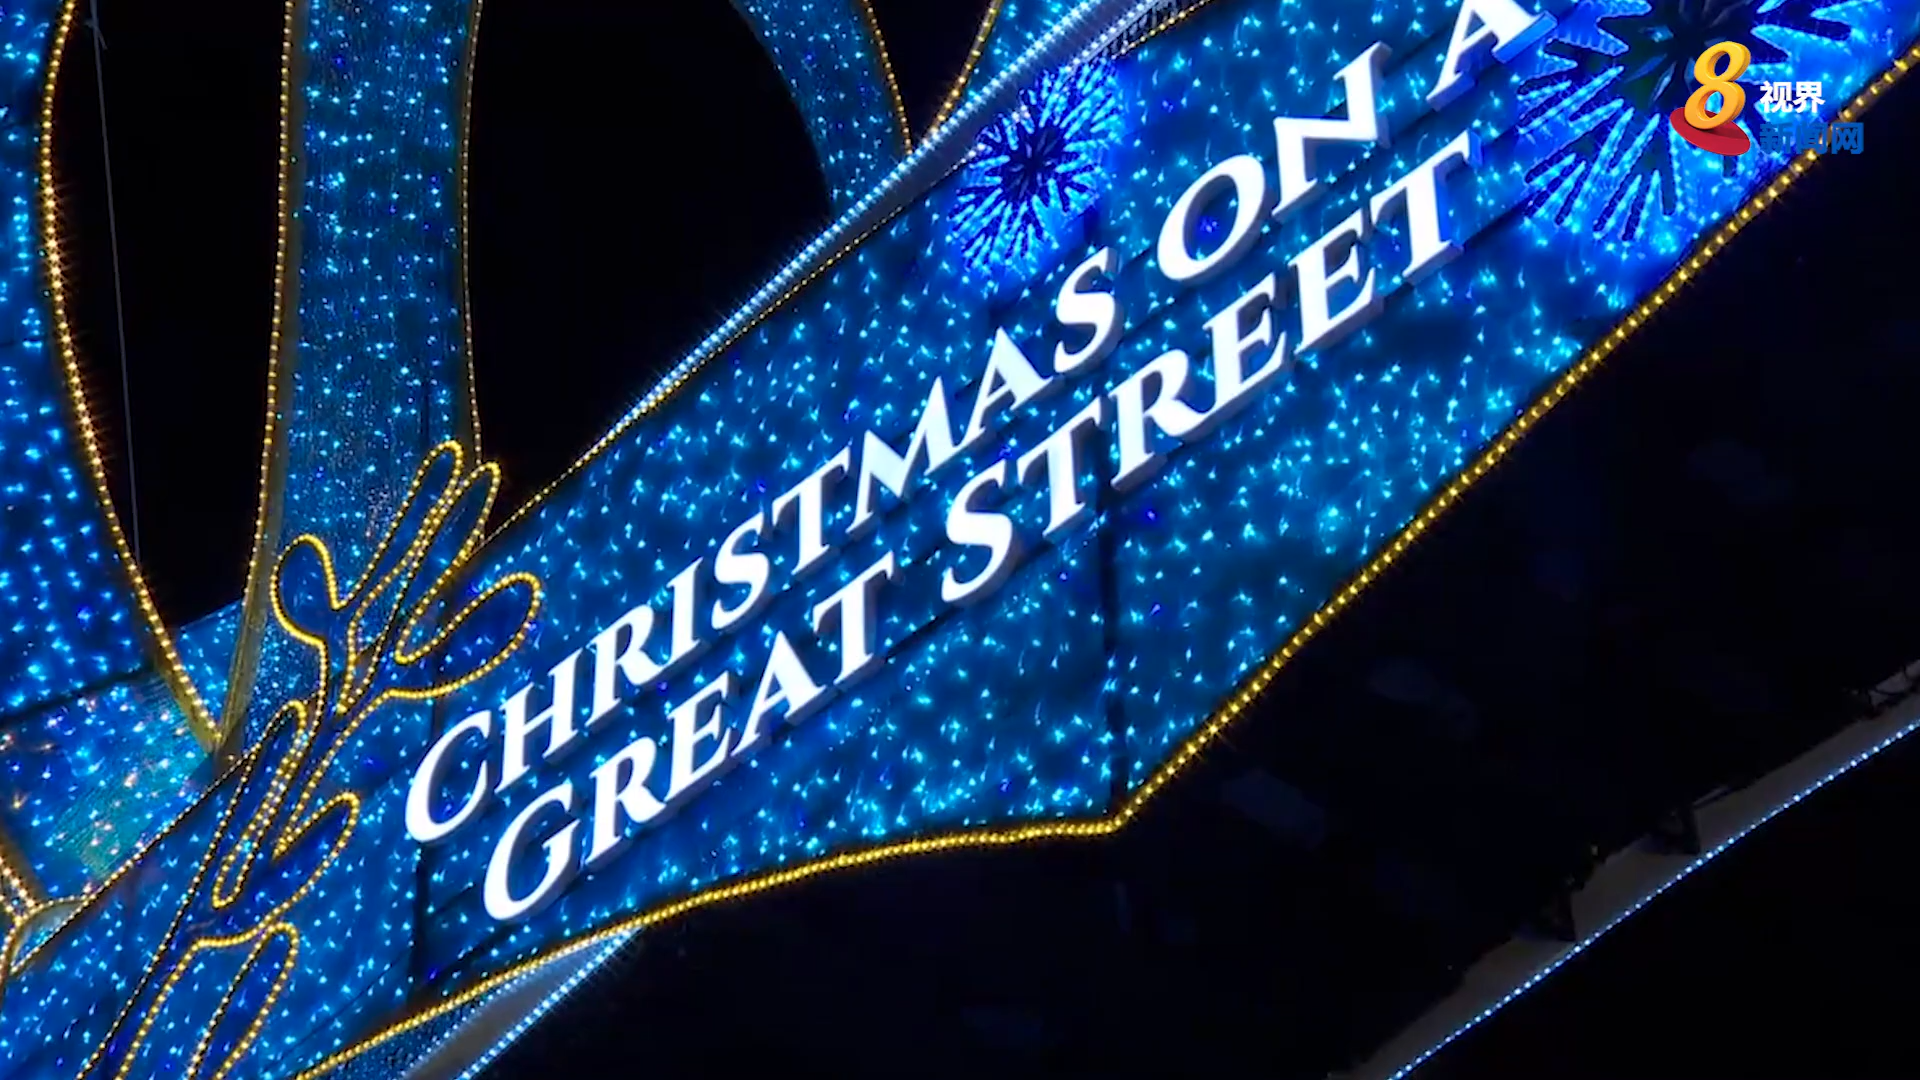 CHRISTMAS ON A
GREAT STREET
8
视界
新闻网